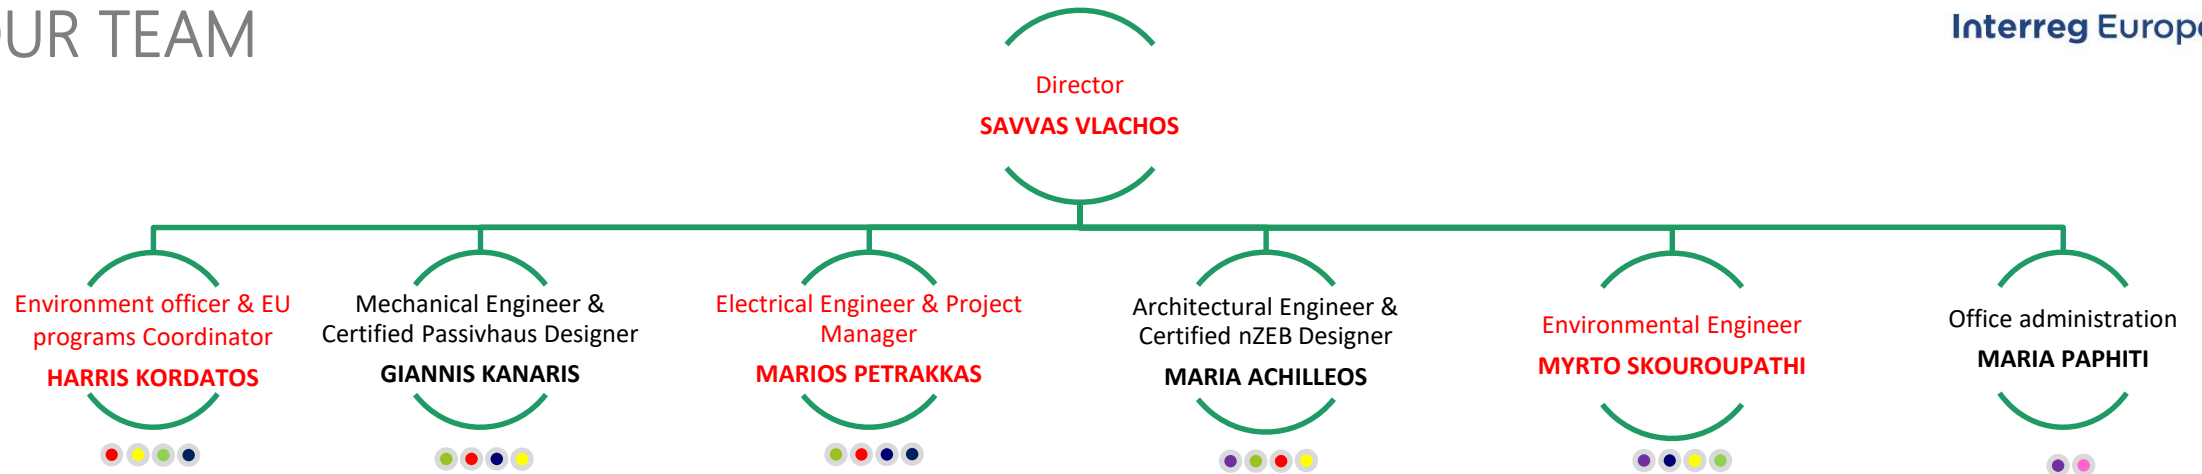 OUR TEAM
Interreg Europe
Director
SAVVAS VLACHOS
Environment officer & EU
programs Coordinator
HARRIS KORDATOS
Mechanical Engineer &
Certified Passivhaus Designer
GIANNIS KANARIS
Electrical Engineer & Project
Manager
MARIOS PETRAKKAS
Architectural Engineer &
Certified nZEB Designer
MARIA ACHILLEOS
Environmental Engineer
MYRTO SKOUROUPATHI
Office administration
MARIA PAPHITI